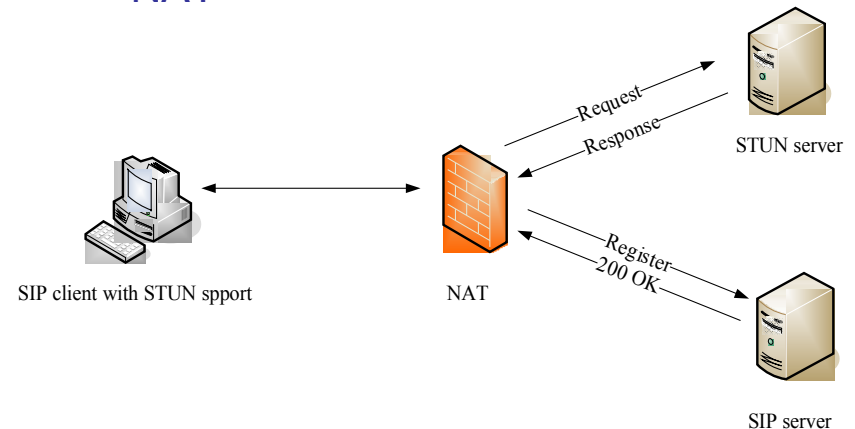 Request
Response
STUN server
Register
200 OK
SIP client with STUN spport
NAT
SIP server